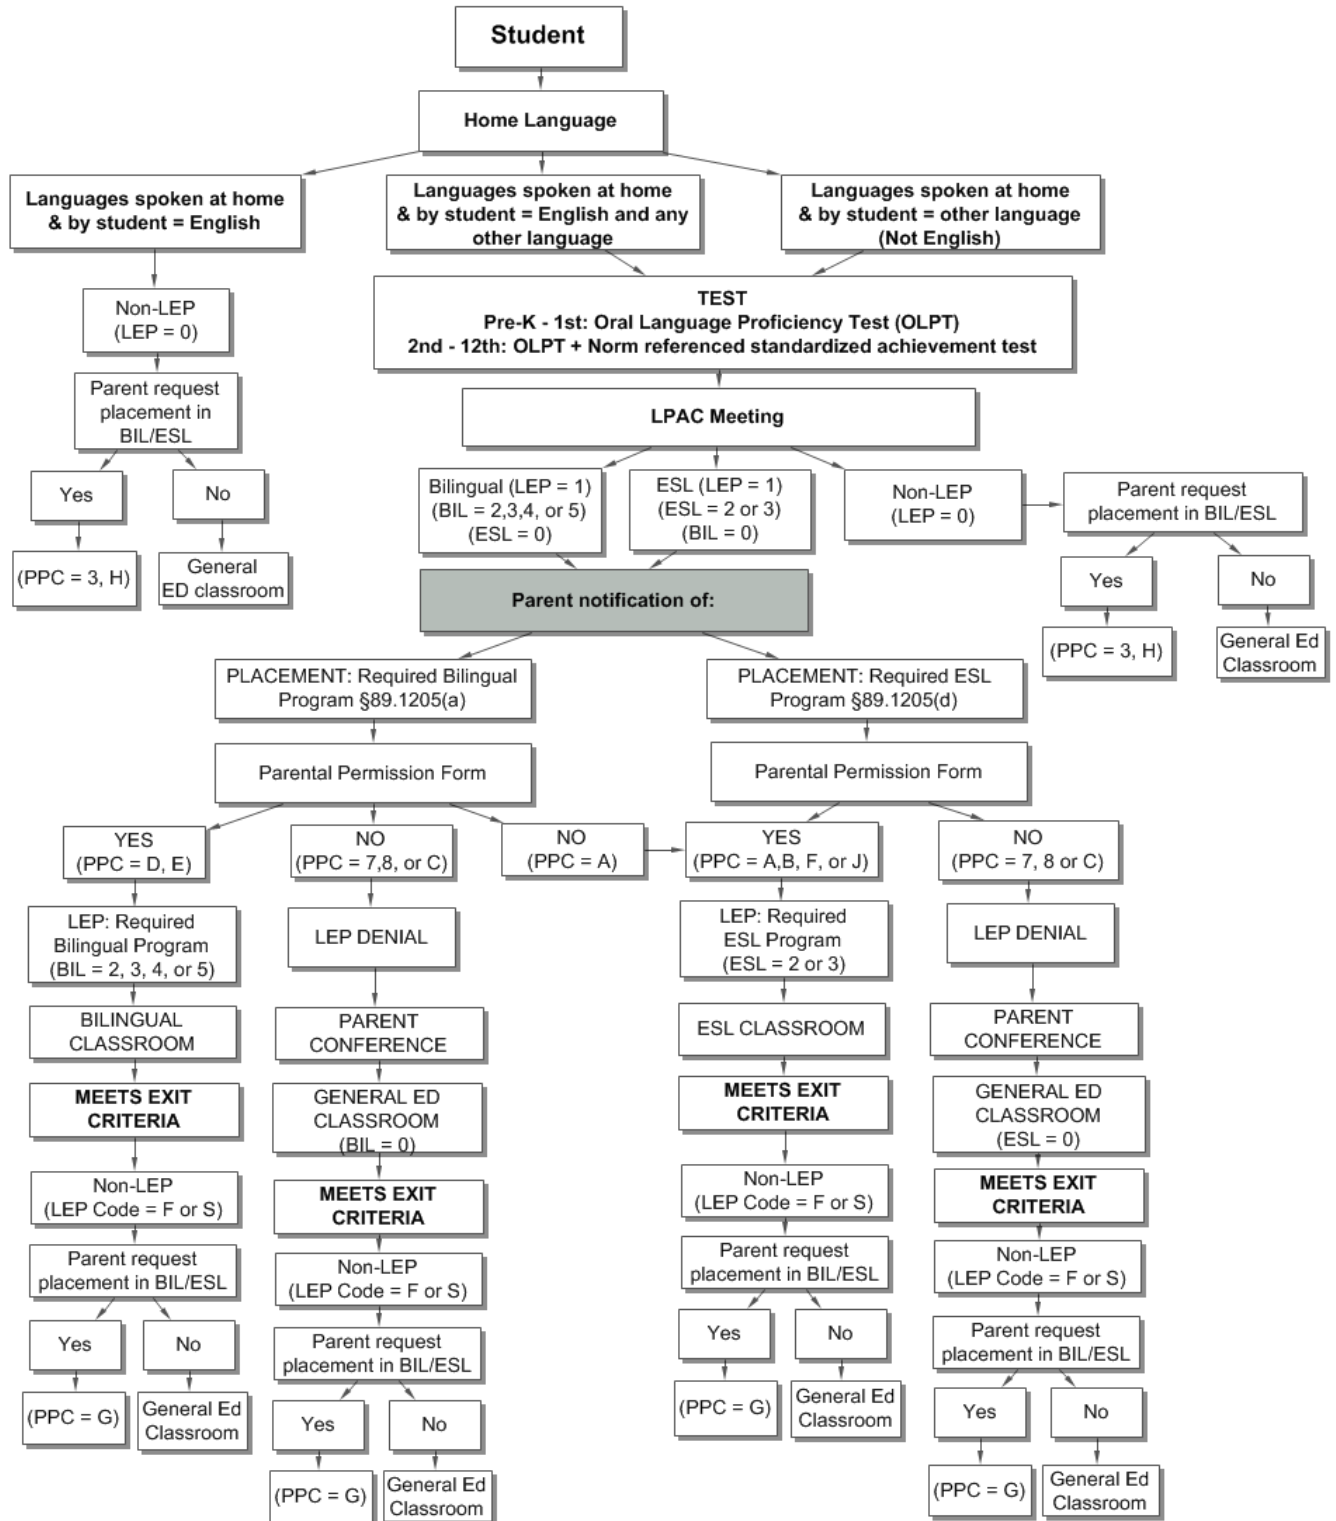 Student
Home Language
Languages spoken at home
& by student = English
Languages spoken at home
& by student = English and any
other language
Languages spoken at home
& by student = other language
(Not English)
Non-LEP
(LEP = 0)
Parent request
placement in
BIL/ESL
Yes
No
(PPC = 3, H)
General
ED classroom
TEST
Pre-K - 1st: Oral Language Proficiency Test (OLPT)
2nd - 12th: OLPT + Norm referenced standardized achievement test
LPAC Meeting
Bilingual (LEP = 1)
(BIL = 2,3,4, or 5)
(ESL = 0)
ESL (LEP = 1)
(ESL = 2 or 3)
(BIL = 0)
Non-LEP
(LEP = 0)
Parent request
placement in BIL/ESL
Yes
No
(PPC = 3, H)
General Ed
Classroom
Parent notification of:
PLACEMENT: Required Bilingual
Program §89.1205(a)
PLACEMENT: Required ESL
Program §89.1205(d)
Parental Permission Form
Parental Permission Form
YES
(PPC = D, E)
NO
(PPC = 7,8, or C)
NO
(PPC = A)
YES
(PPC = A,B, F, or J)
NO
(PPC = 7, 8 or C)
LEP: Required
Bilingual Program
(BIL = 2, 3, 4, or 5)
BILINGUAL
CLASSROOM
MEETS EXIT
CRITERIA
Non-LEP
(LEP Code = F or S)
Parent request
placement in BIL/ESL
Yes
No
(PPC = G)
General Ed
Classroom
LEP DENIAL
PARENT
CONFERENCE
GENERAL ED
CLASSROOM
(BIL = 0)
MEETS EXIT
CRITERIA
Non-LEP
(LEP Code = F or S)
Parent request
placement in BIL/ESL
Yes
No
(PPC = G)
General Ed
Classroom
LEP: Required
ESL Program
(ESL = 2 or 3)
ESL CLASSROOM
MEETS EXIT
CRITERIA
Non-LEP
(LEP Code = F or S)
Parent request
placement in BIL/ESL
Yes
No
(PPC = G)
General Ed
Classroom
LEP DENIAL
PARENT
CONFERENCE
GENERAL ED
CLASSROOM
(ESL = 0)
MEETS EXIT
CRITERIA
Non-LEP
(LEP Code = F or S)
Parent request
placement in BIL/ESL
Yes
No
(PPC = G)
General Ed
Classroom